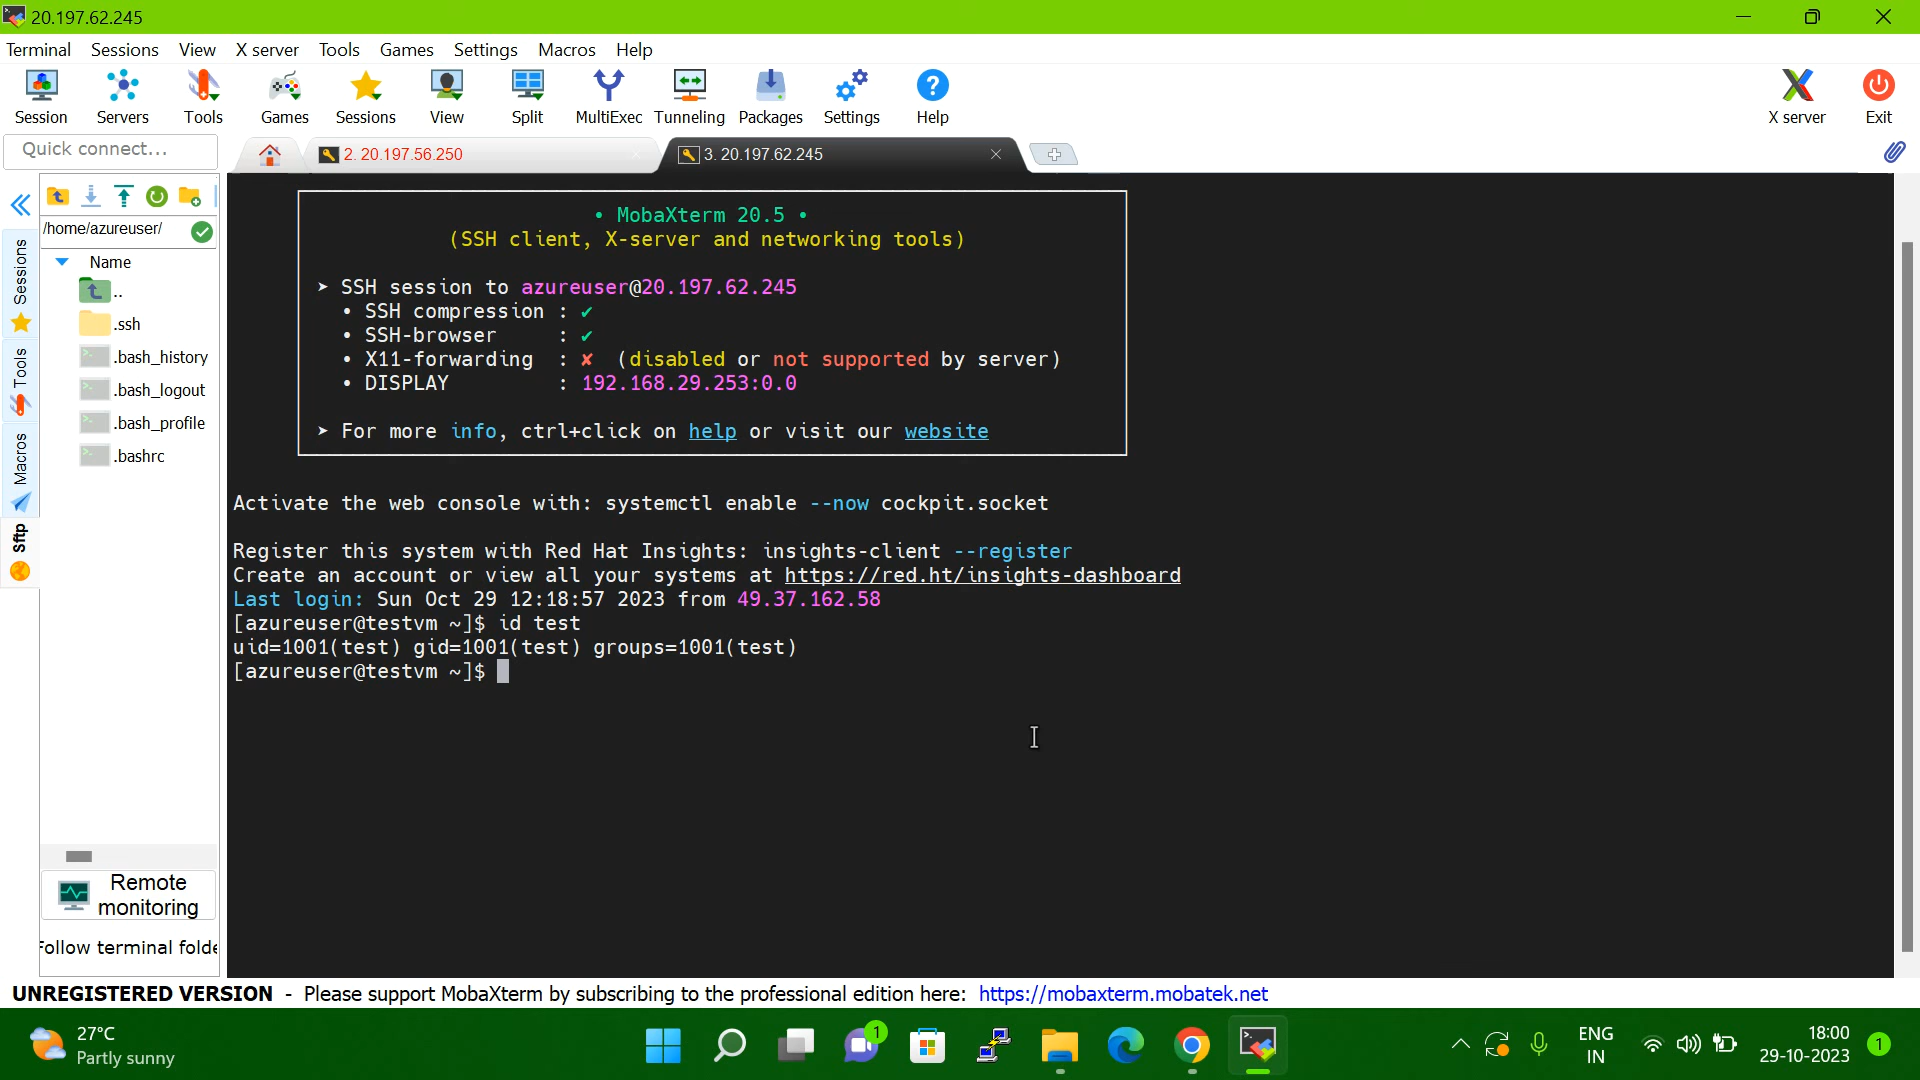 20.197.62.245
Terminal Sessions View X server Tools Games Settings Macros Help
Session Servers Tools Games Sessions View Split MultiExec Tunneling Packages Settings Help X server Exit
Quick connect...
2. 20.197.56.250
3. 20.197.62.245
/home/azureuser/
Name
..
.ssh
.bash_history
.bash_logout
.bash_profile
.bashrc
Sessions
Tools
Macros
Sftp
Remote
monitoring
Follow terminal folde
• MobaXterm 20.5 •
(SSH client, X-server and networking tools)
➤ SSH session to azureuser@20.197.62.245
• SSH compression : ✔
• SSH-browser : ✔
• X11-forwarding : ✘ (disabled or not supported by server)
• DISPLAY : 192.168.29.253:0.0
➤ For more info, ctrl+click on help or visit our website
Activate the web console with: systemctl enable --now cockpit.socket
Register this system with Red Hat Insights: insights-client --register
Create an account or view all your systems at https://red.ht/insights-dashboard
Last login: Sun Oct 29 12:18:57 2023 from 49.37.162.58
[azureuser@testvm ~]$ id test
uid=1001(test) gid=1001(test) groups=1001(test)
[azureuser@testvm ~]$
UNREGISTERED VERSION - Please support MobaXterm by subscribing to the professional edition here: https://mobaxterm.mobatek.net
27°C
Partly sunny
1
ENG
IN
18:00
29-10-2023
1